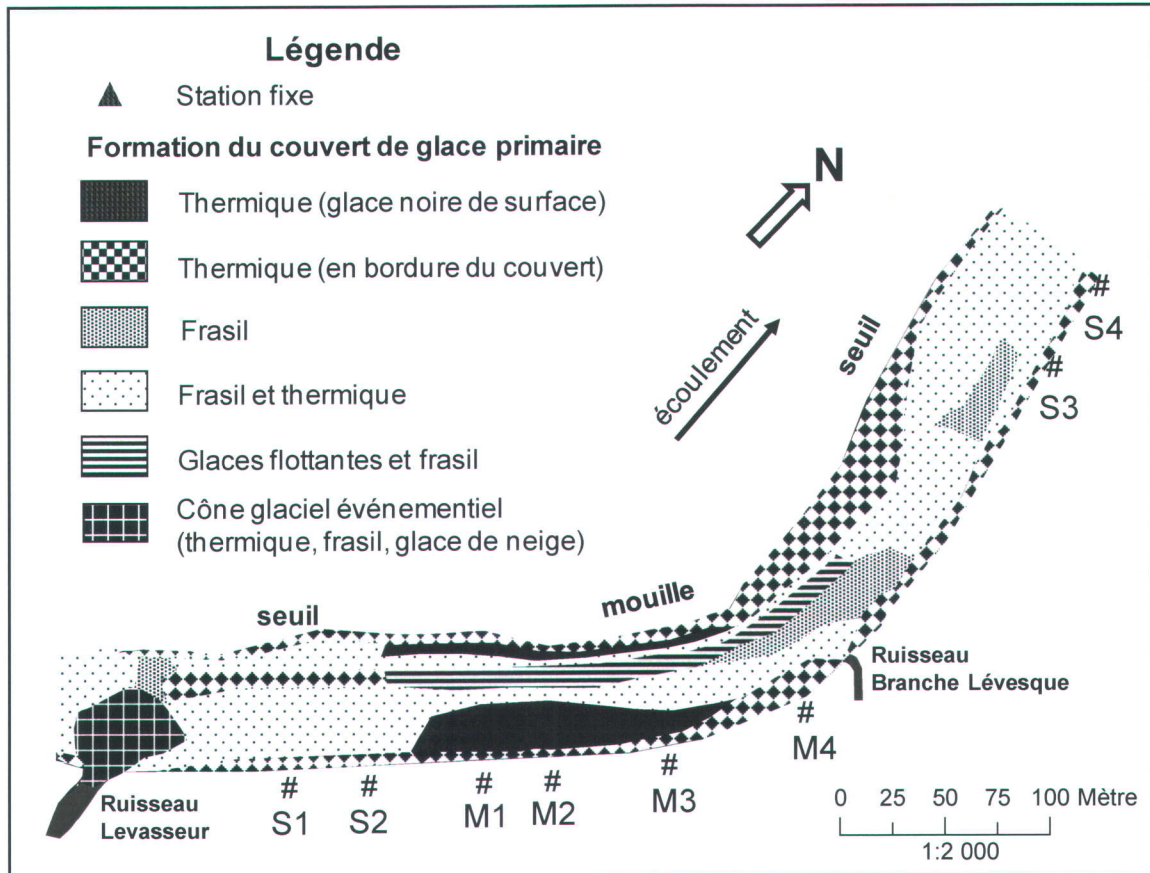 Légende
Station fixe
Formation du couvert de glace primaire
Thermique (glace noire de surface)
Thermique (en bordure du couvert)
Frasil
Frasil et thermique
Glaces flottantes et frasil
Cône glaciel événementiel
(thermique, frasil, glace de neige)
N
écoulement
seuil
#
S4
#
S3
seuil
mouille
Ruisseau
Branche Lévesque
#
M4
Ruisseau
Levasseur
#
S1
#
S2
#
M1
#
M2
#
M3
0 25 50 75 100 Mètre
1:2 000